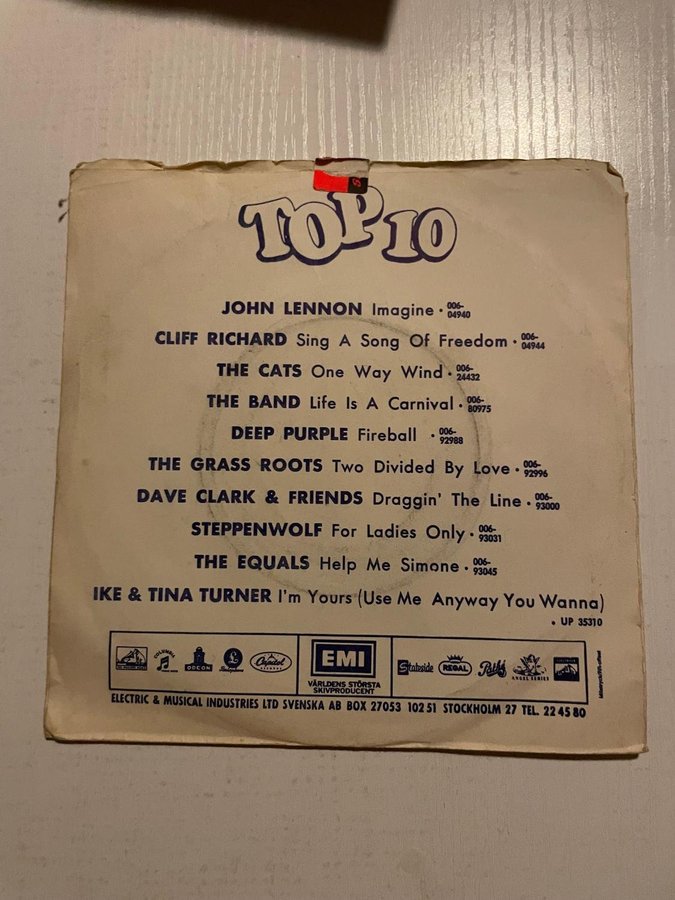 TOP 10
JOHN LENNON Imagine · 006-04940
CLIFF RICHARD Sing A Song Of Freedom · 006-04944
THE CATS One Way Wind · 006-24432
THE BAND Life Is A Carnival · 006-80975
DEEP PURPLE Fireball · 006-92988
THE GRASS ROOTS Two Divided By Love · 006-92996
DAVE CLARK & FRIENDS Draggin' The Line · 006-93000
STEPPENWOLF For Ladies Only · 006-93031
THE EQUALS Help Me Simone · 006-93045
IKE & TINA TURNER I'm Yours (Use Me Anyway You Wanna)
· UP 35310
COLUMBIA ODEON Capitol EMI Stateside REGAL Pathé ANGEL SERIES
VÄRLDENS STÖRSTA
SKIVPRODUCENT
ELECTRIC & MUSICAL INDUSTRIES LTD SVENSKA AB BOX 27053 102 51 STOCKHOLM 27 TEL. 22 45 80